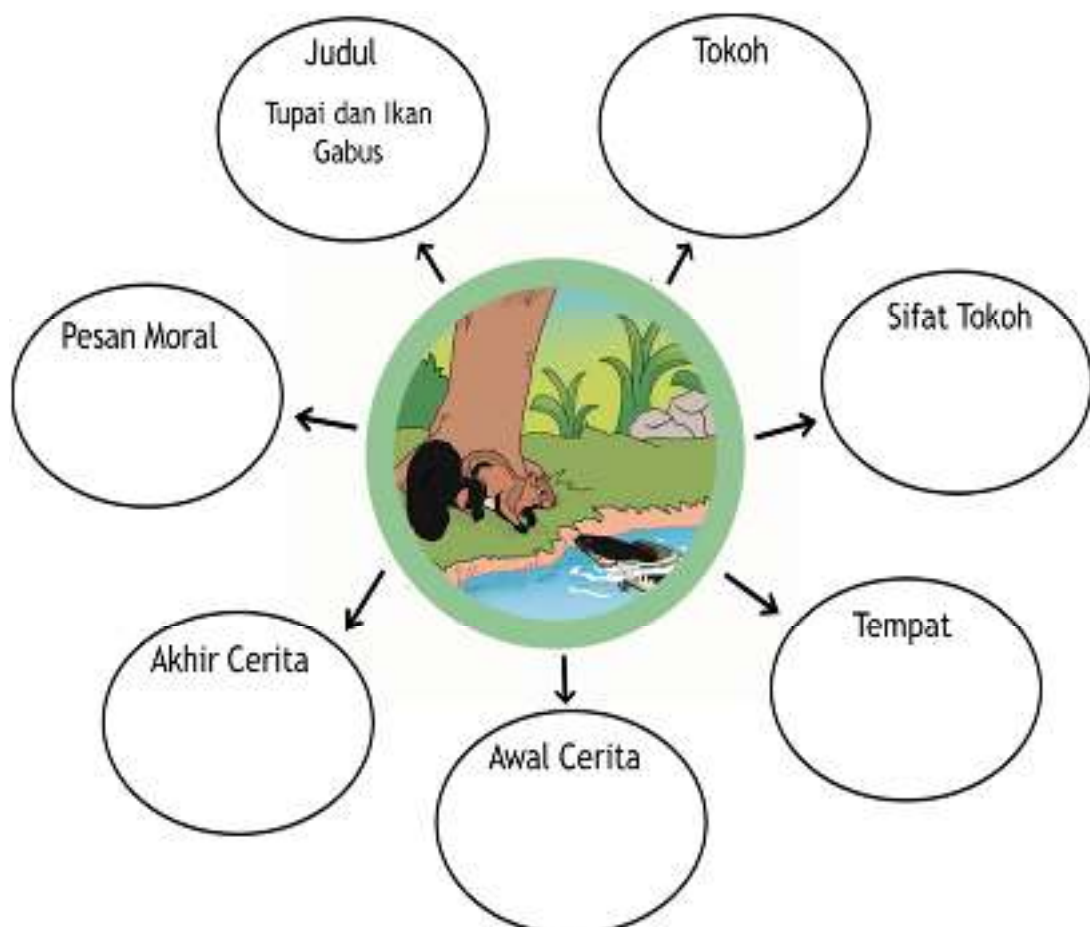 Judul
Tupai dan Ikan
Gabus
Tokoh
Sifat Tokoh
Tempat
Awal Cerita
Akhir Cerita
Pesan Moral